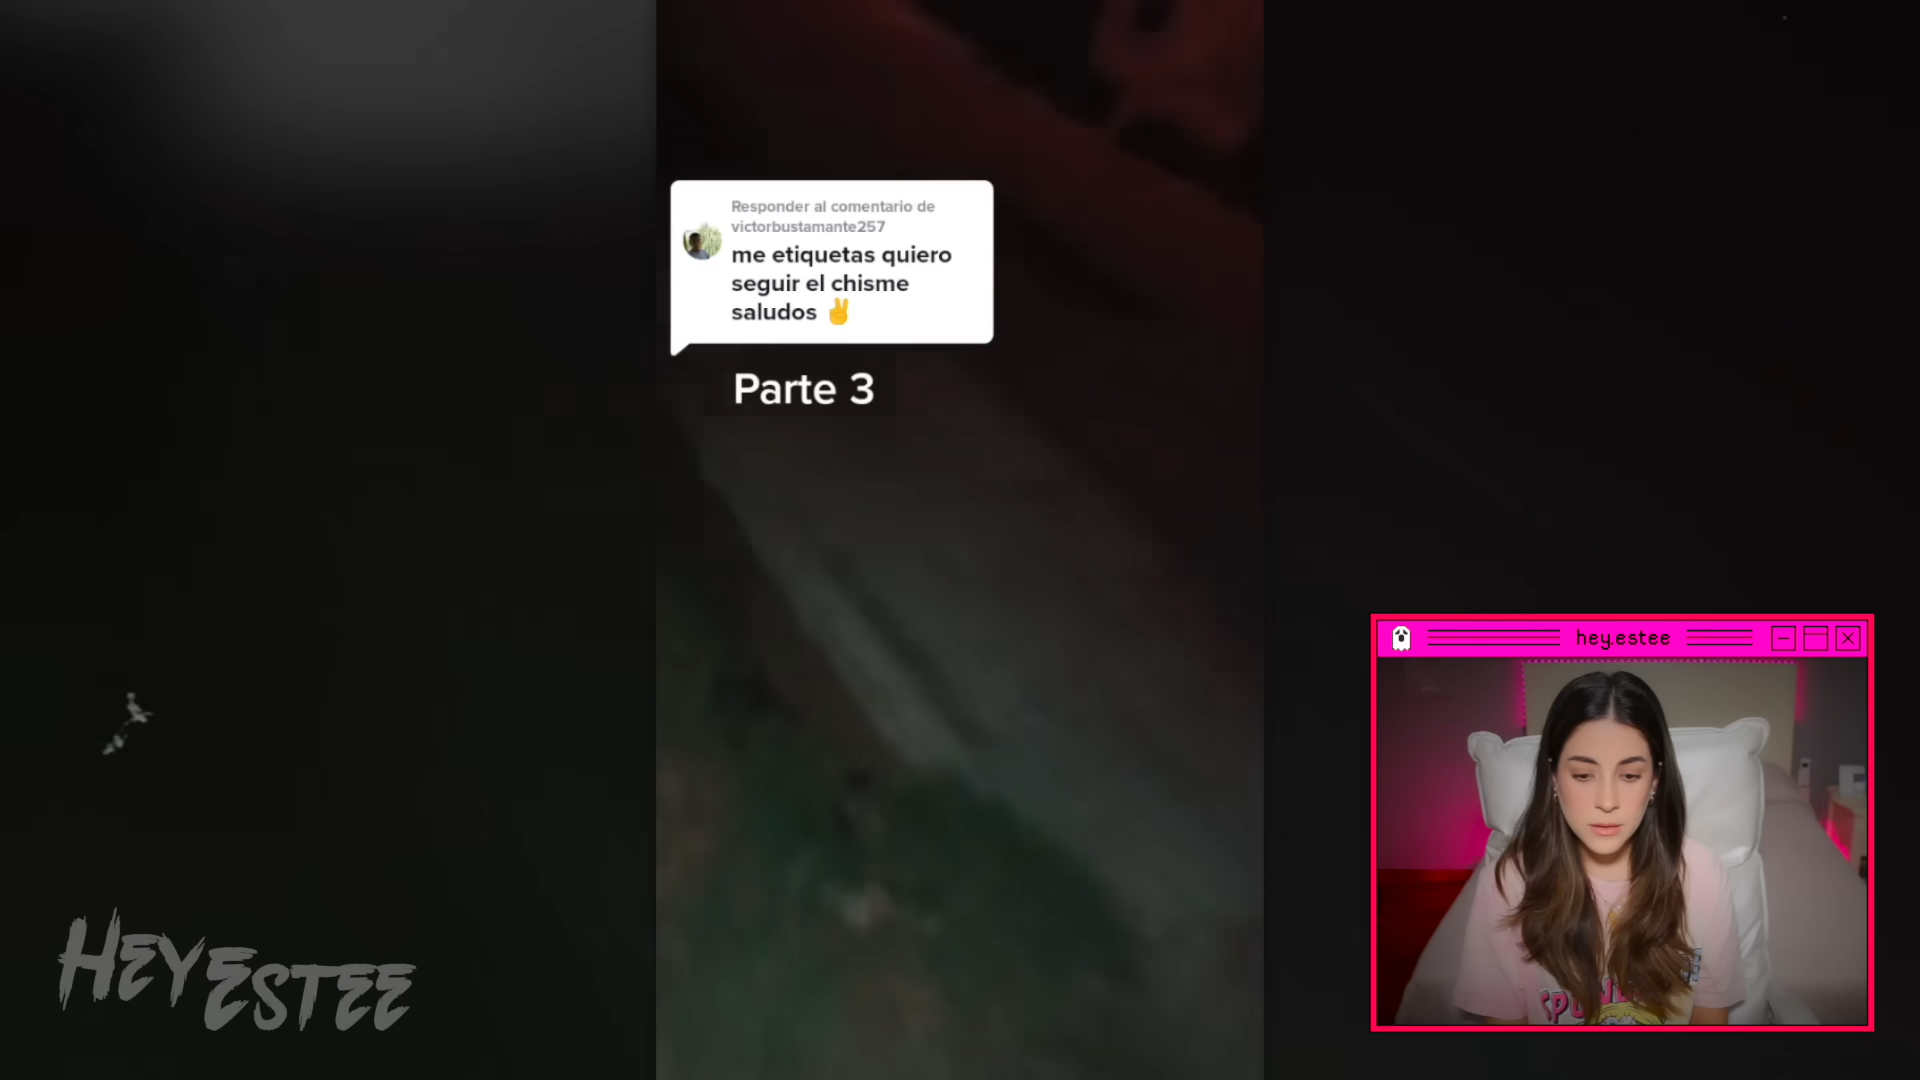 Responder al comentario de
victorbustamante257
me etiquetas quiero
seguir el chisme
saludos ✌️
Parte 3
hey.estee
HEY ESTEE